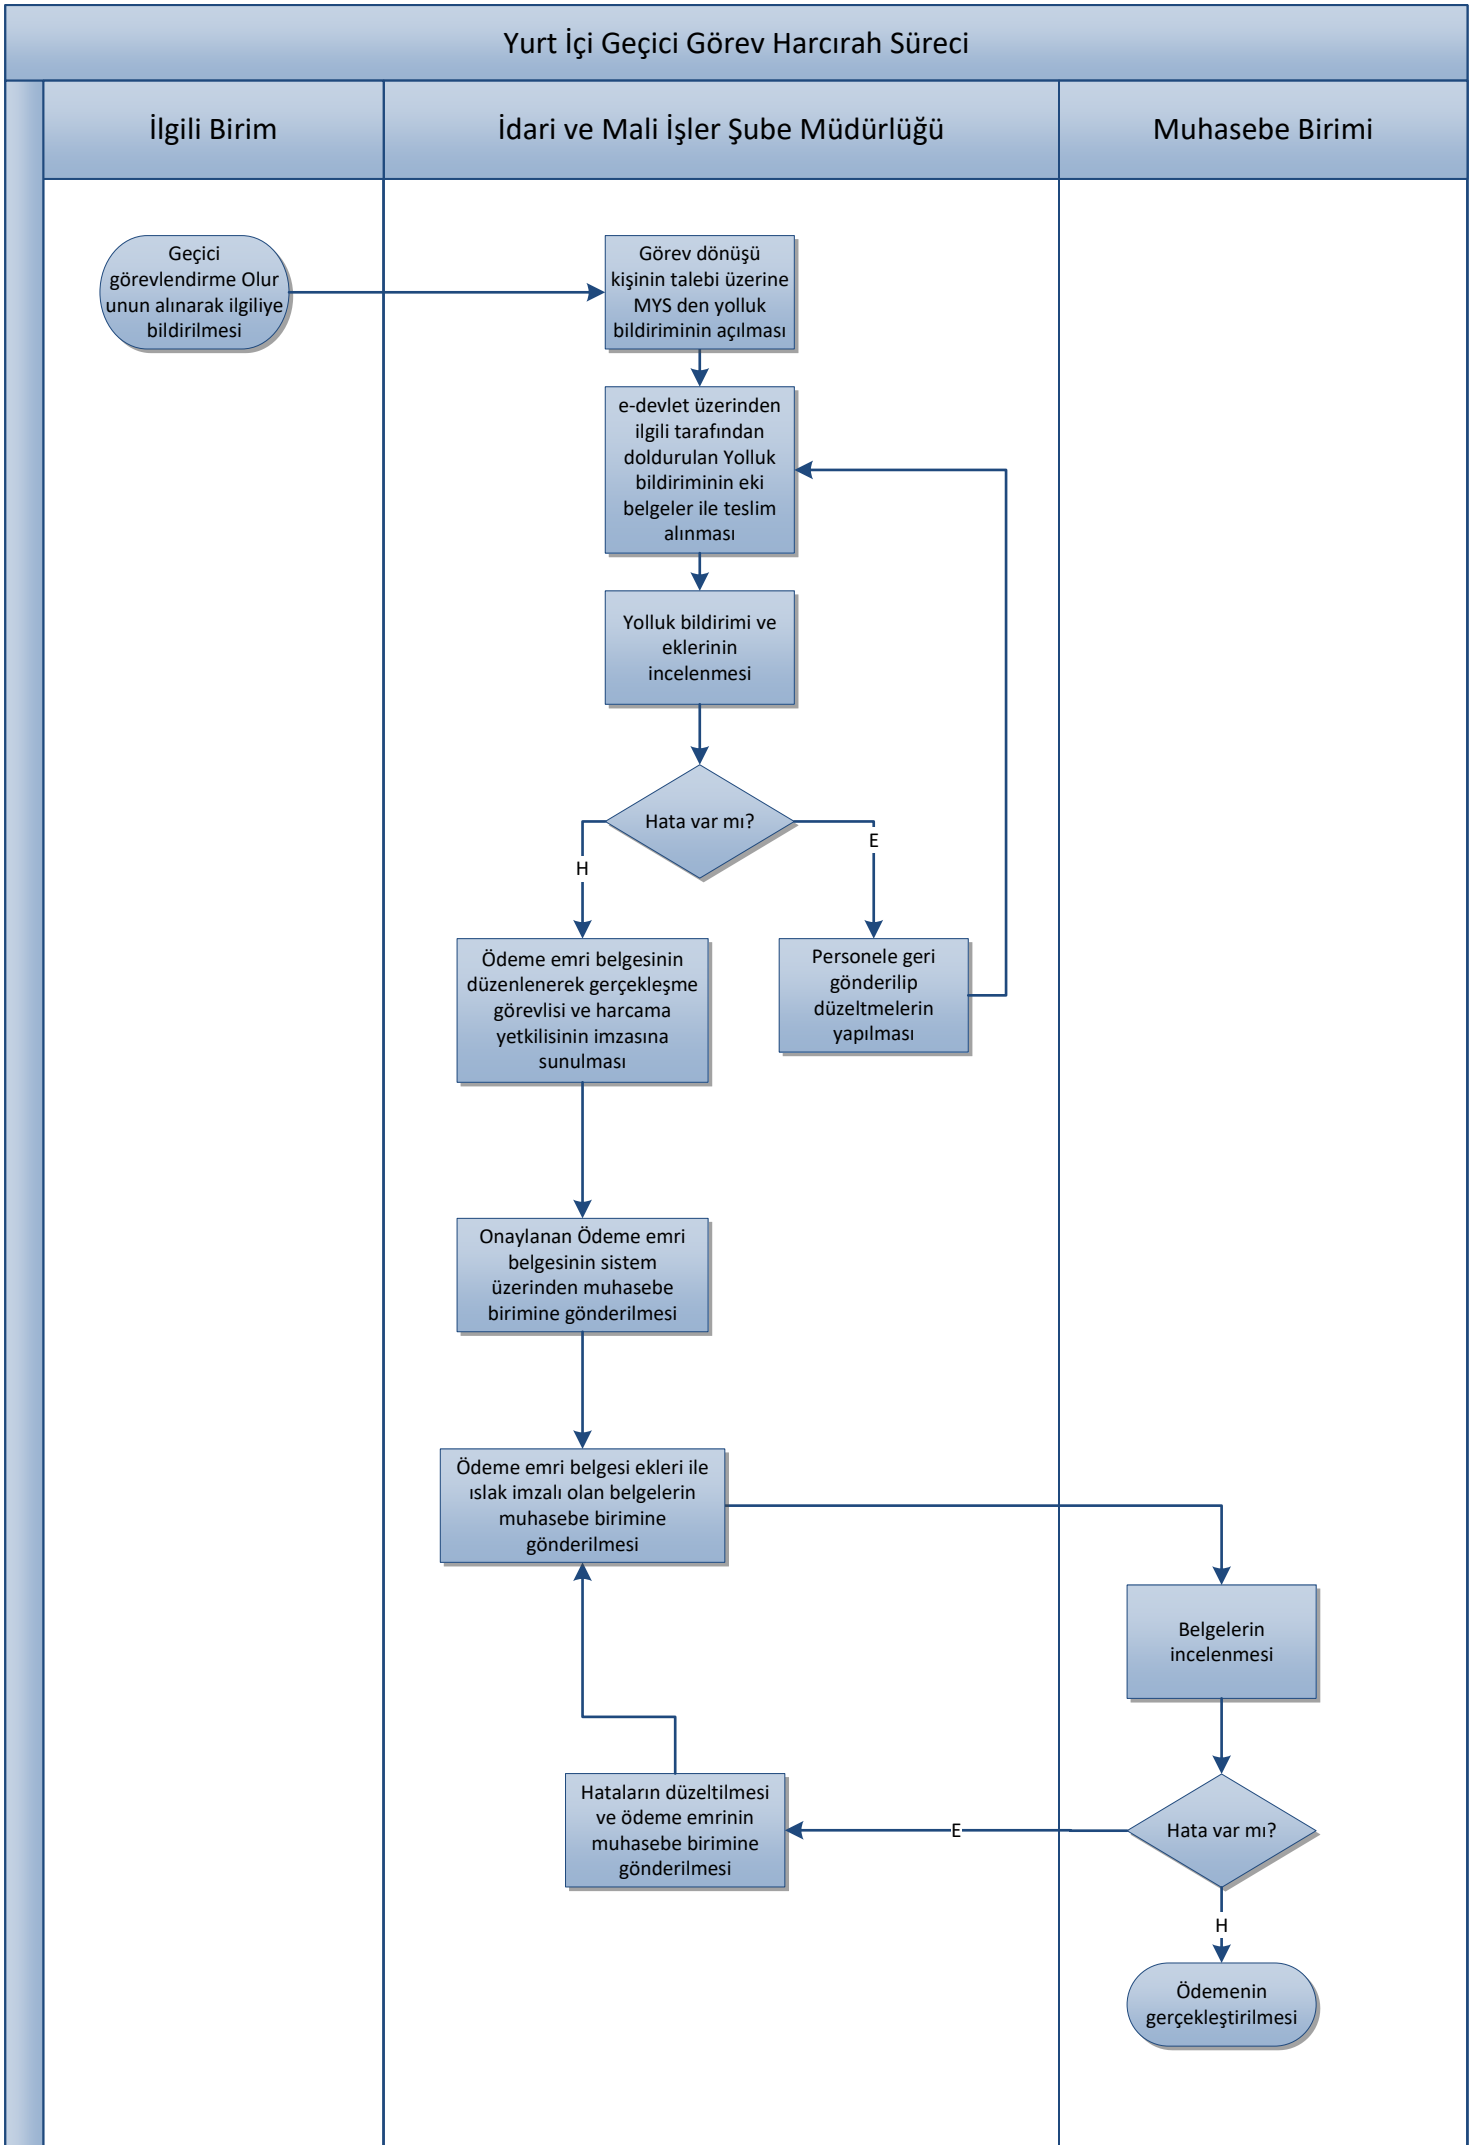 Yurt İçi Geçici Görev Harcırah Süreci
İlgili Birim
İdari ve Mali İşler Şube Müdürlüğü
Muhasebe Birimi
Geçici
görevlendirme Olur
unun alınarak ilgiliye
bildirilmesi
Görev dönüşü
kişinin talebi üzerine
MYS den yolluk
bildiriminin açılması
e-devlet üzerinden
ilgili tarafından
doldurulan Yolluk
bildiriminin eki
belgeler ile teslim
alınması
Yolluk bildirimi ve
eklerinin
incelenmesi
Hata var mı?
E
H
Ödeme emri belgesinin
düzenlenerek gerçekleşme
görevlisi ve harcama
yetkilisinin imzasına
sunulması
Personele geri
gönderilip
düzeltmelerin
yapılması
Onaylanan Ödeme emri
belgesinin sistem
üzerinden muhasebe
birimine gönderilmesi
Ödeme emri belgesi ekleri ile
ıslak imzalı olan belgelerin
muhasebe birimine
gönderilmesi
Belgelerin
incelenmesi
Hataların düzeltilmesi
ve ödeme emrinin
muhasebe birimine
gönderilmesi
E
Hata var mı?
H
Ödemenin
gerçekleştirilmesi